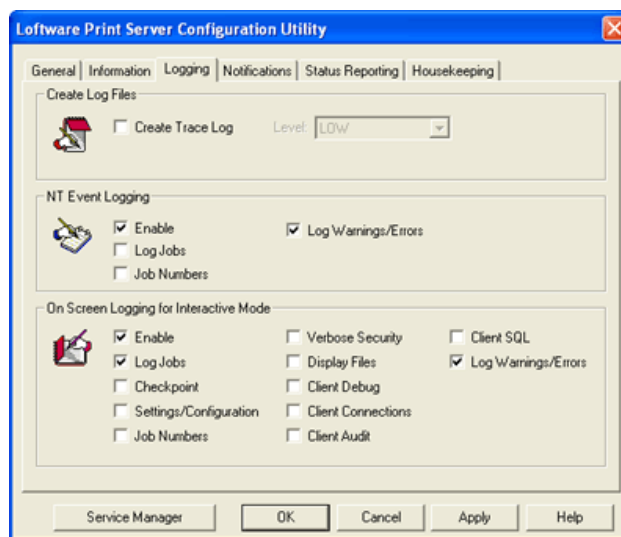 Loftware Print Server Configuration Utility
General Information Logging Notifications Status Reporting Housekeeping
Create Log Files
Create Trace Log Level: LOW
NT Event Logging
Enable Log Warnings/Errors
Log Jobs
Job Numbers
On Screen Logging for Interactive Mode
Enable Verbose Security Client SQL
Log Jobs Display Files Log Warnings/Errors
Checkpoint Client Debug
Settings/Configuration Client Connections
Job Numbers Client Audit
Service Manager OK Cancel Apply Help